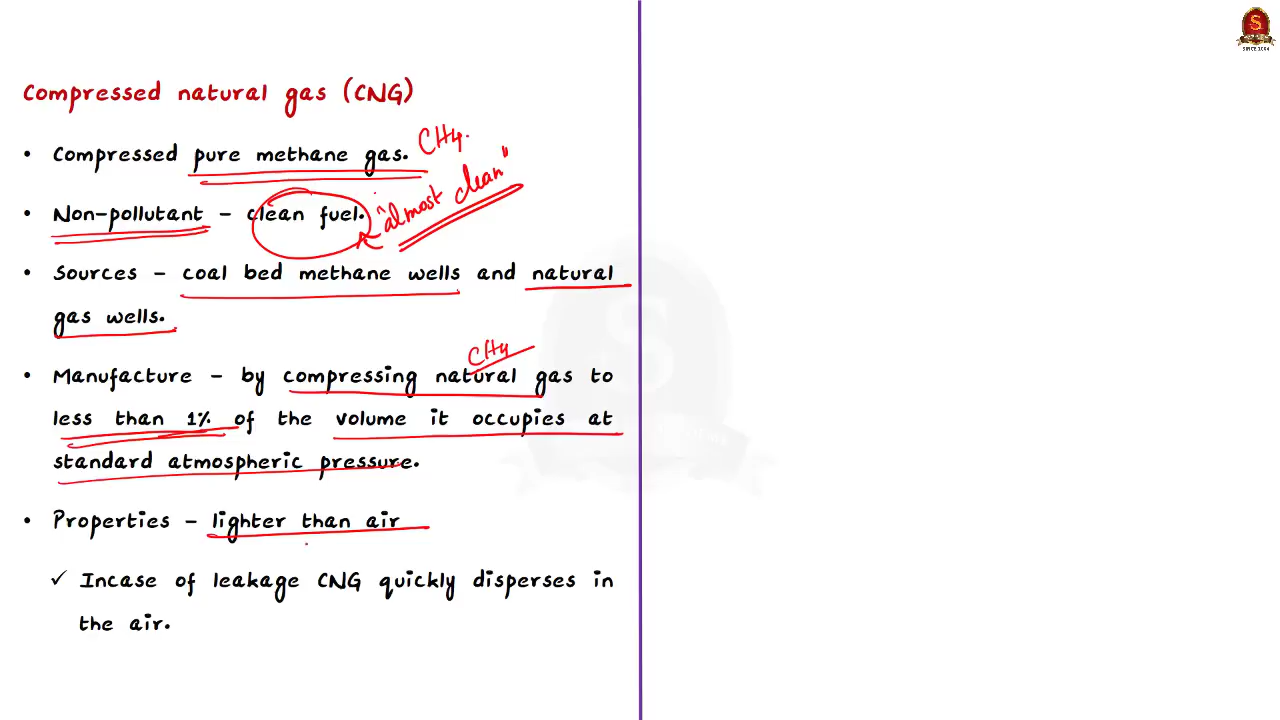 Compressed natural gas (CNG)
• Compressed pure methane gas. CH4.
• Non-pollutant – clean fuel. "almost clean"
• Sources – coal bed methane wells and natural
gas wells.
CH4
• Manufacture – by compressing natural gas to
less than 1% of the volume it occupies at
standard atmospheric pressure.
• Properties – lighter than air
✓ Incase of leakage CNG quickly disperses in
the air.
S
SINCE 2004